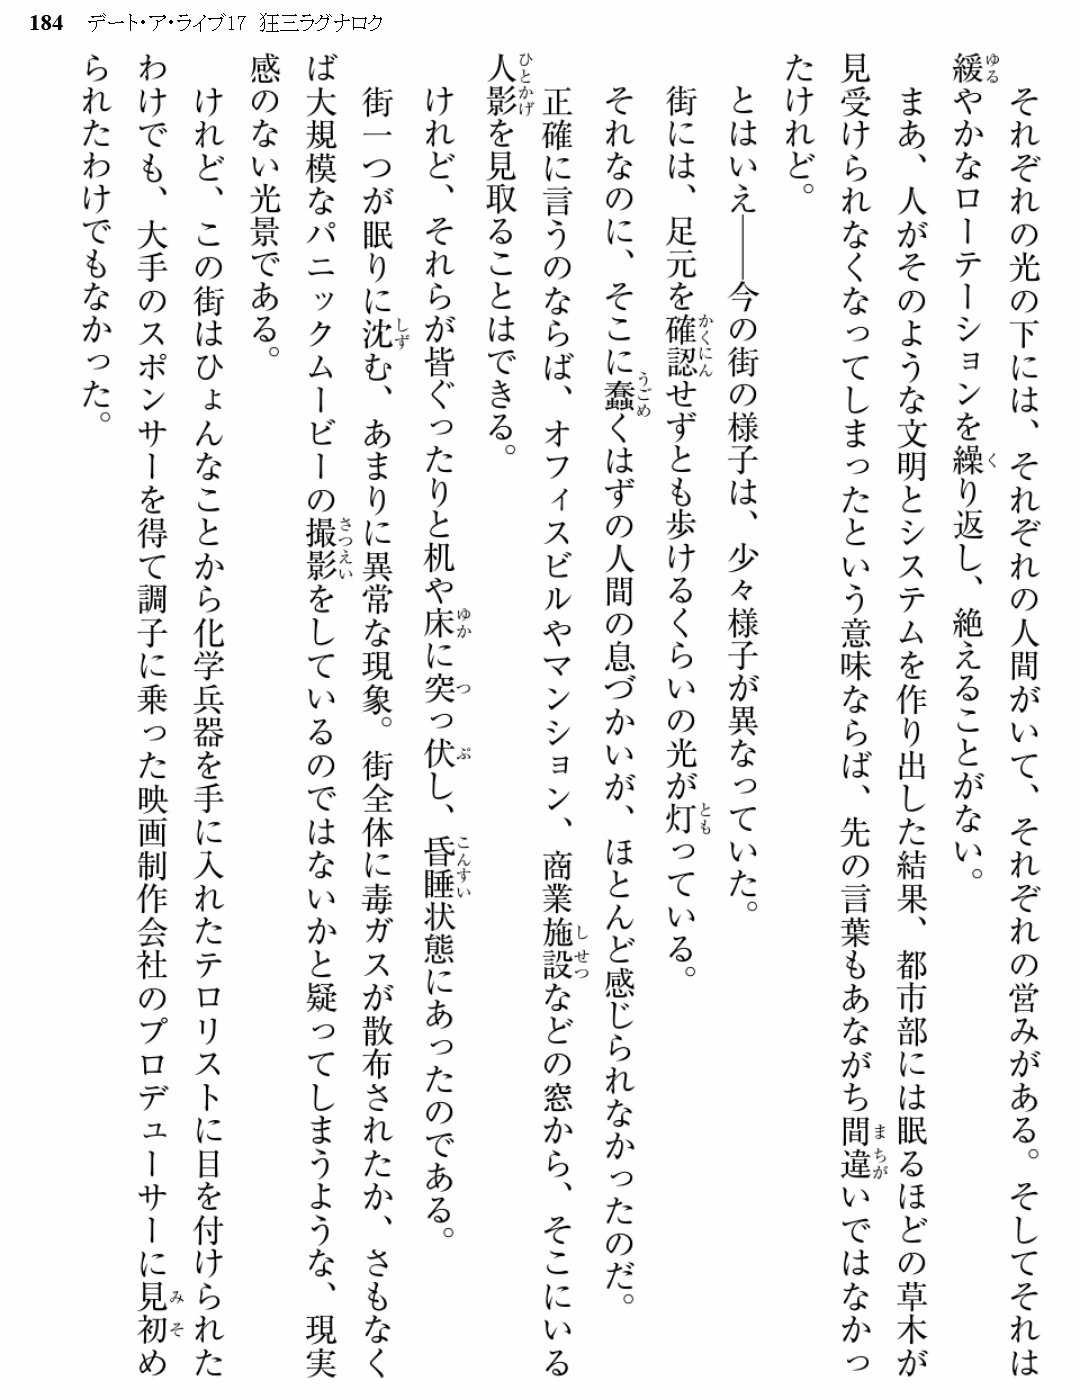 184 デート・ア・ライブ17 狂三ラグナロク
それぞれの光の下には、それぞれの人間がいて、それぞれの営みがある。そしてそれは
緩やかなローテーションを繰り返し、絶えることがない。
まあ、人がそのような文明とシステムを作り出した結果、都市部には眠るほどの草木が
見受けられなくなってしまったという意味ならば、先の言葉もあながち間違いではなかっ
たけれど。
とはいえ――今の街の様子は、少々様子が異なっていた。
街には、足元を確認せずとも歩けるくらいの光が灯っている。
それなのに、そこに蠢くはずの人間の息づかいが、ほとんど感じられなかったのだ。
正確に言うのならば、オフィスビルやマンション、商業施設などの窓から、そこにいる
人影を見取ることはできる。
けれど、それらが皆ぐったりと机や床に突っ伏し、昏睡状態にあったのである。
街一つが眠りに沈む、あまりに異常な現象。街全体に毒ガスが散布されたか、さもなく
ば大規模なパニックムービーの撮影をしているのではないかと疑ってしまうような、現実
感のない光景である。
けれど、この街はひょんなことから化学兵器を手に入れたテロリストに目を付けられた
わけでも、大手のスポンサーを得て調子に乗った映画制作会社のプロデューサーに見初め
られたわけでもなかった。